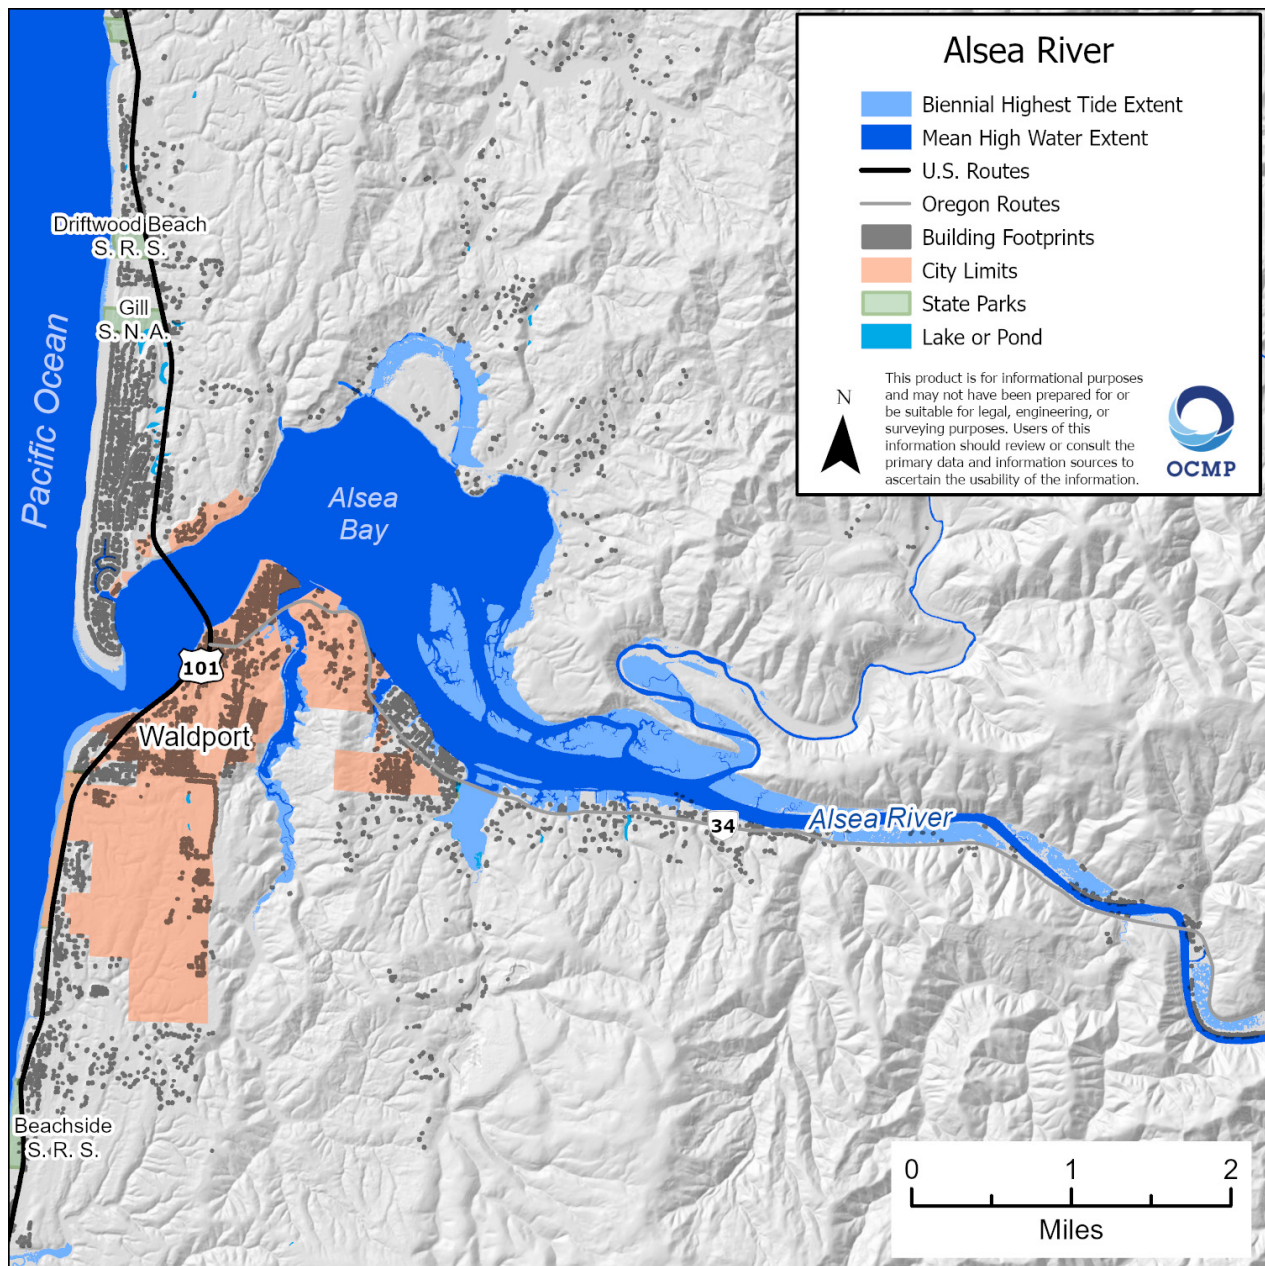 Alsea River
Biennial Highest Tide Extent
Mean High Water Extent
U.S. Routes
Oregon Routes
Building Footprints
City Limits
State Parks
Lake or Pond
N
This product is for informational purposes
and may not have been prepared for or
be suitable for legal, engineering, or
surveying purposes. Users of this
information should review or consult the
primary data and information sources to
ascertain the usability of the information.
OCMP
Driftwood Beach
S. R. S.
Gill
S. N. A.
Pacific Ocean
Alsea
Bay
101
Waldport
34
Alsea River
Beachside
S. R. S.
0 1 2
Miles